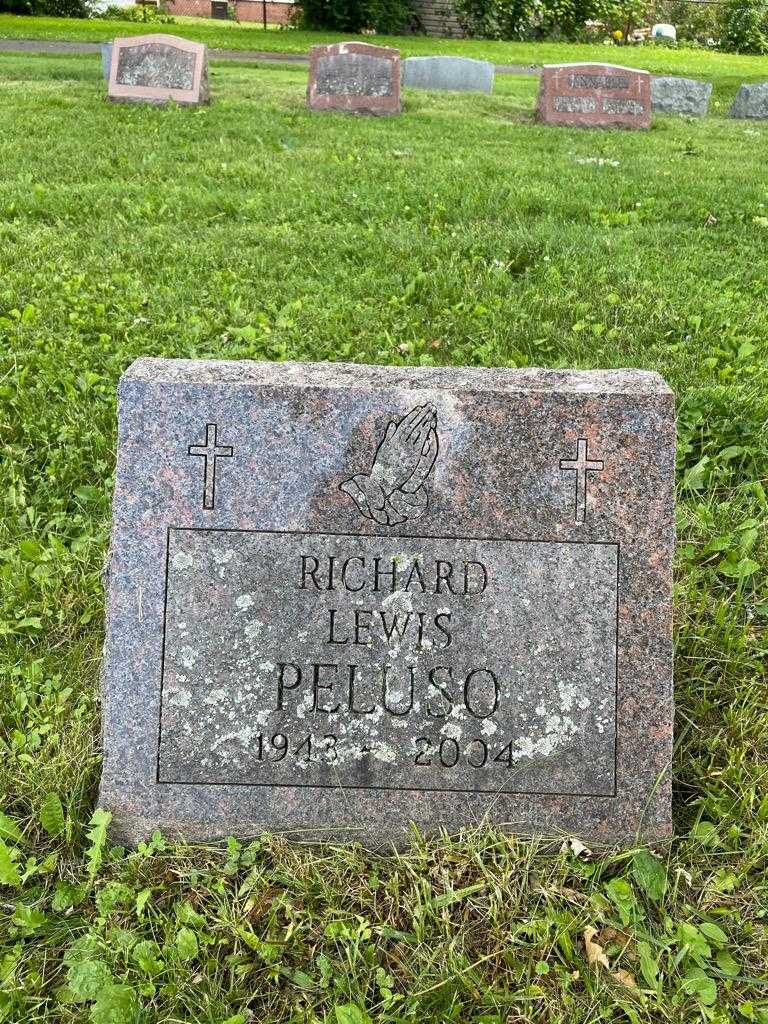 RICHARD
LEWIS
PELUSO
1943 - 2004